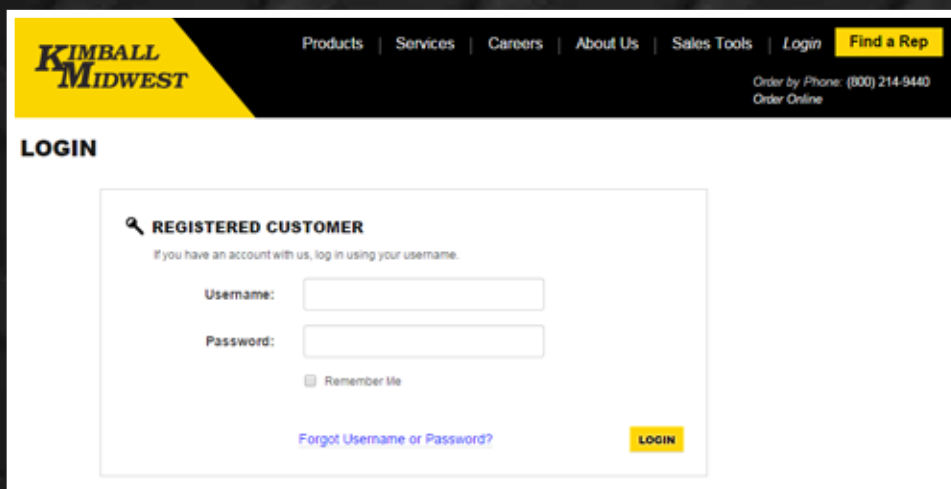 KIMBALL
MIDWEST
Products | Services | Careers | About Us | Sales Tools | Login Find a Rep
Order by Phone: (800) 214-9440
Order Online
LOGIN
REGISTERED CUSTOMER
If you have an account with us, log in using your username.
Username:
Password:
Remember Me
Forgot Username or Password? LOGIN